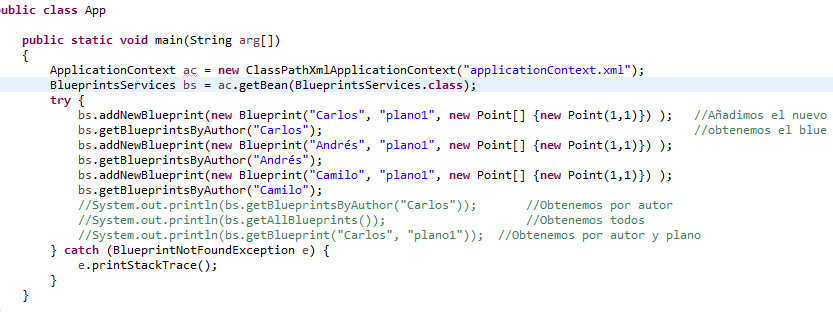 public class App
public static void main(String arg[])
{
ApplicationContext ac = new ClassPathXmlApplicationContext("applicationContext.xml");
BlueprintsServices bs = ac.getBean(BlueprintsServices.class);
try {
bs.addNewBlueprint(new Blueprint("Carlos", "plano1", new Point[] {new Point(1,1)}) ); //Añadimos el nuevo
bs.getBlueprintsByAuthor("Carlos"); //obtenemos el blue
bs.addNewBlueprint(new Blueprint("Andrés", "plano1", new Point[] {new Point(1,1)}) );
bs.getBlueprintsByAuthor("Andrés");
bs.addNewBlueprint(new Blueprint("Camilo", "plano1", new Point[] {new Point(1,1)}) );
bs.getBlueprintsByAuthor("Camilo");
//System.out.println(bs.getBlueprintsByAuthor("Carlos")); //Obtenemos por autor
//System.out.println(bs.getAllBlueprints()); //Obtenemos todos
//System.out.println(bs.getBlueprint("Carlos", "plano1")); //Obtenemos por autor y plano
} catch (BlueprintNotFoundException e) {
e.printStackTrace();
}
}